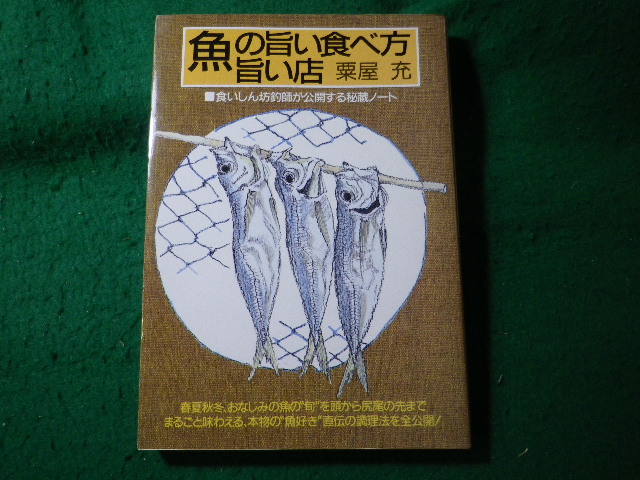 魚の旨い食べ方
旨い店 粟屋 充
■食いしん坊釣師が公開する秘蔵ノート
春夏秋冬、おなじみの魚の“旬”を頭から尻尾の先まで
まるごと味わえる、本物の“魚好き”直伝の調理法を全公開!